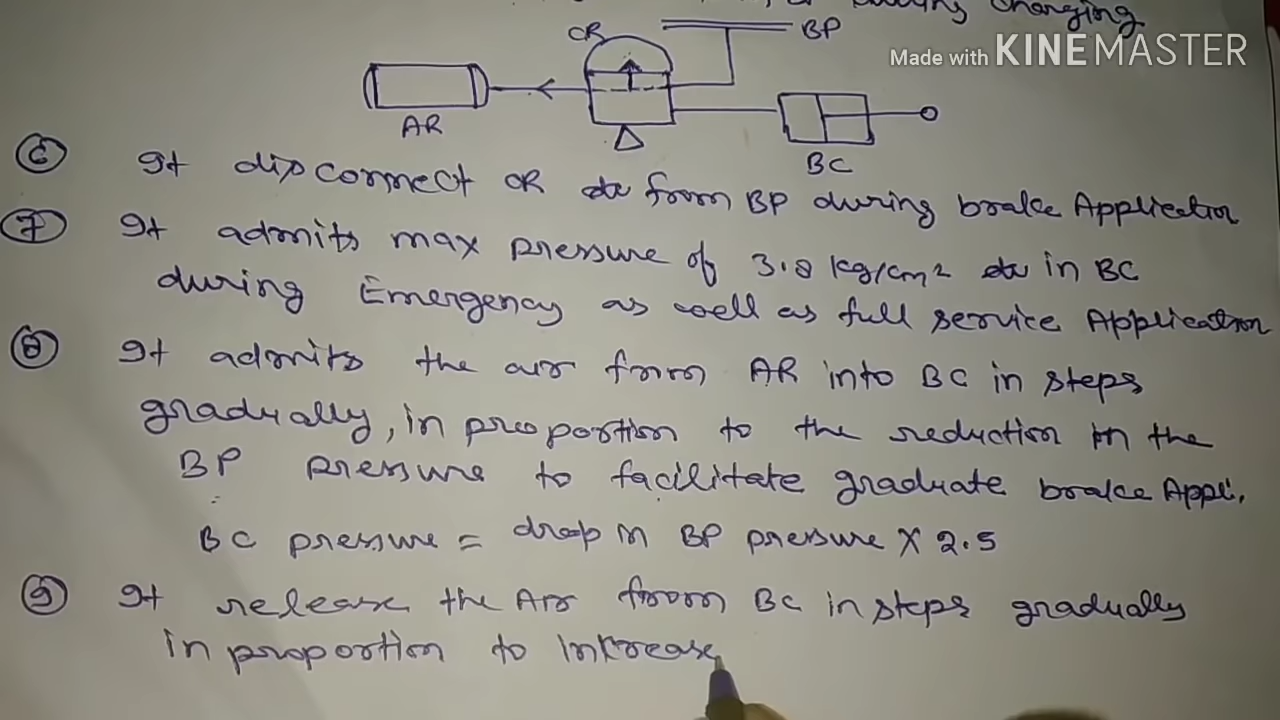 charging
CR
BP
Made with KINEMASTER
AR
BC
6 It disconnect CR from BP during brake Application
7 It admits max pressure of 3.8 kg/cm2 in BC
during Emergency as well as full service Application
8 It admits the air from AR into BC in steps
gradually, in proportion to the reduction in the
BP pressure to facilitate graduate brake Appli.
BC pressure = drop in BP pressure X 2.5
9 It release the Air from BC in steps gradually
in proportion to increase